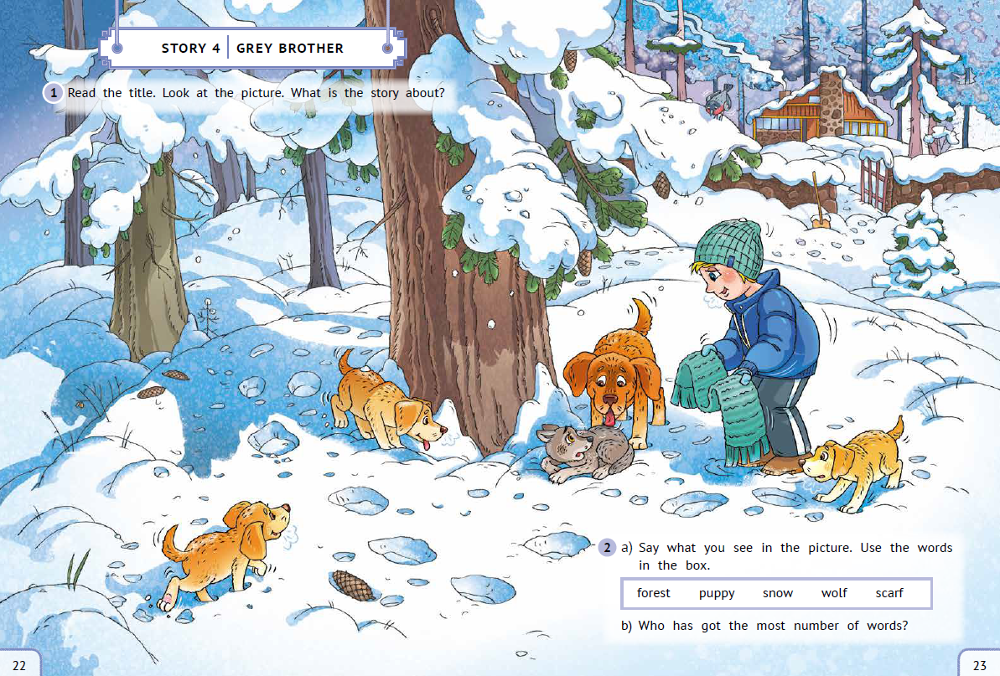 STORY 4 | GREY BROTHER
1 Read the title. Look at the picture. What is the story about?
2 a) Say what you see in the picture. Use the words
in the box.
forest puppy snow wolf scarf
b) Who has got the most number of words?
22
23